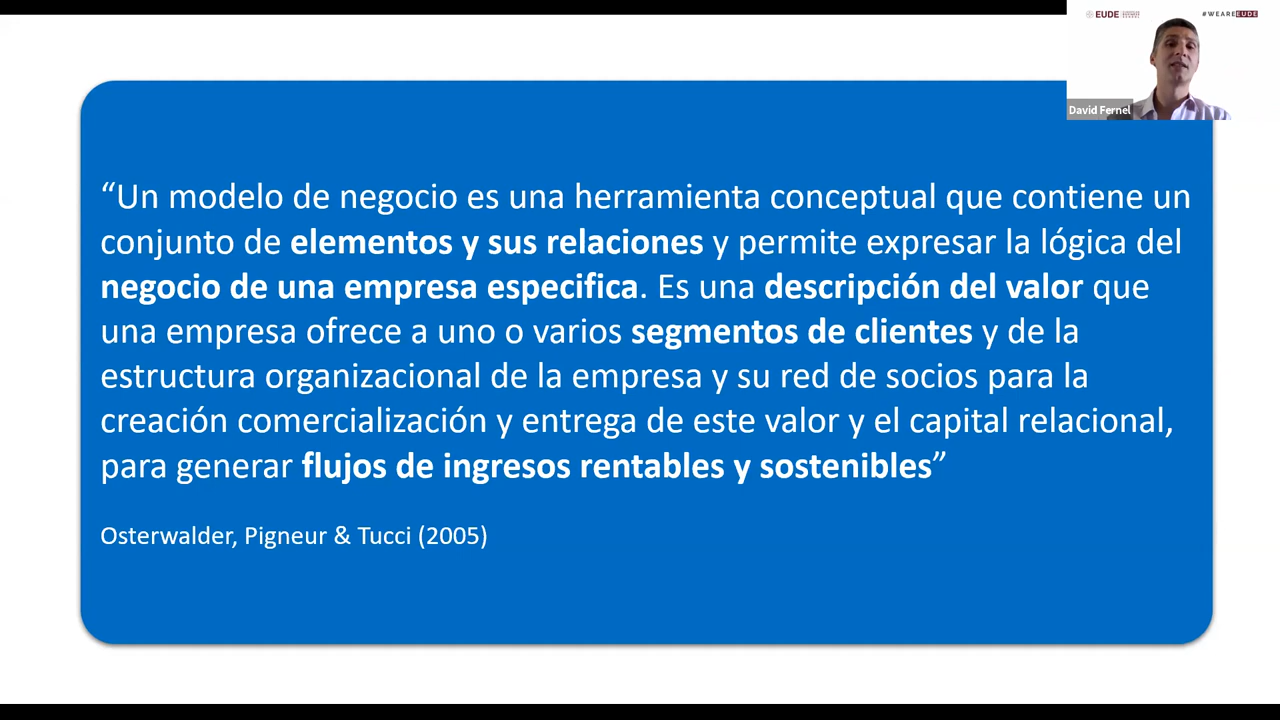 EUDE
#WEAREEUDE
David Fernel
“Un modelo de negocio es una herramienta conceptual que contiene un
conjunto de elementos y sus relaciones y permite expresar la lógica del
negocio de una empresa especifica. Es una descripción del valor que
una empresa ofrece a uno o varios segmentos de clientes y de la
estructura organizacional de la empresa y su red de socios para la
creación comercialización y entrega de este valor y el capital relacional,
para generar flujos de ingresos rentables y sostenibles”
Osterwalder, Pigneur & Tucci (2005)